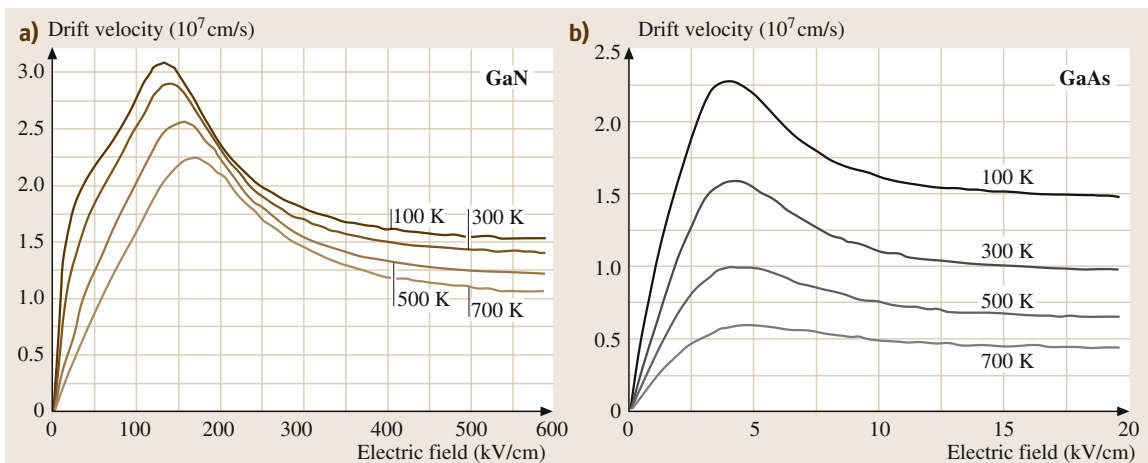 a) Drift velocity (10⁷ cm/s)
GaN
3.0
2.5
2.0
1.5
1.0
0.5
0
100 K
300 K
500 K
700 K
0 100 200 300 400 500 600
Electric field (kV/cm)
b) Drift velocity (10⁷ cm/s)
2.5
GaAs
2.0
1.5
1.0
0.5
0
100 K
300 K
500 K
700 K
0 5 10 15 20
Electric field (kV/cm)